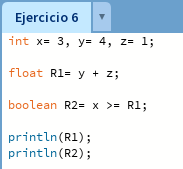 Ejercicio 6
int x= 3, y= 4, z= 1;
float R1= y + z;
boolean R2= x >= R1;
println(R1);
println(R2);